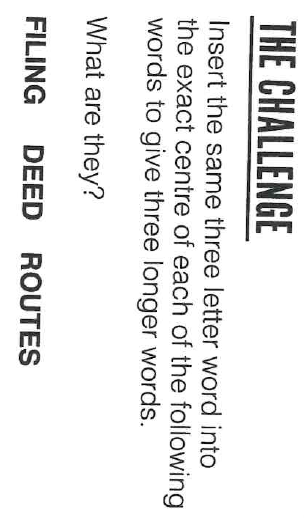 THE CHALLENGE
Insert the same three letter word into
the exact centre of each of the following
words to give three longer words.
What are they?
FILING DEED ROUTES